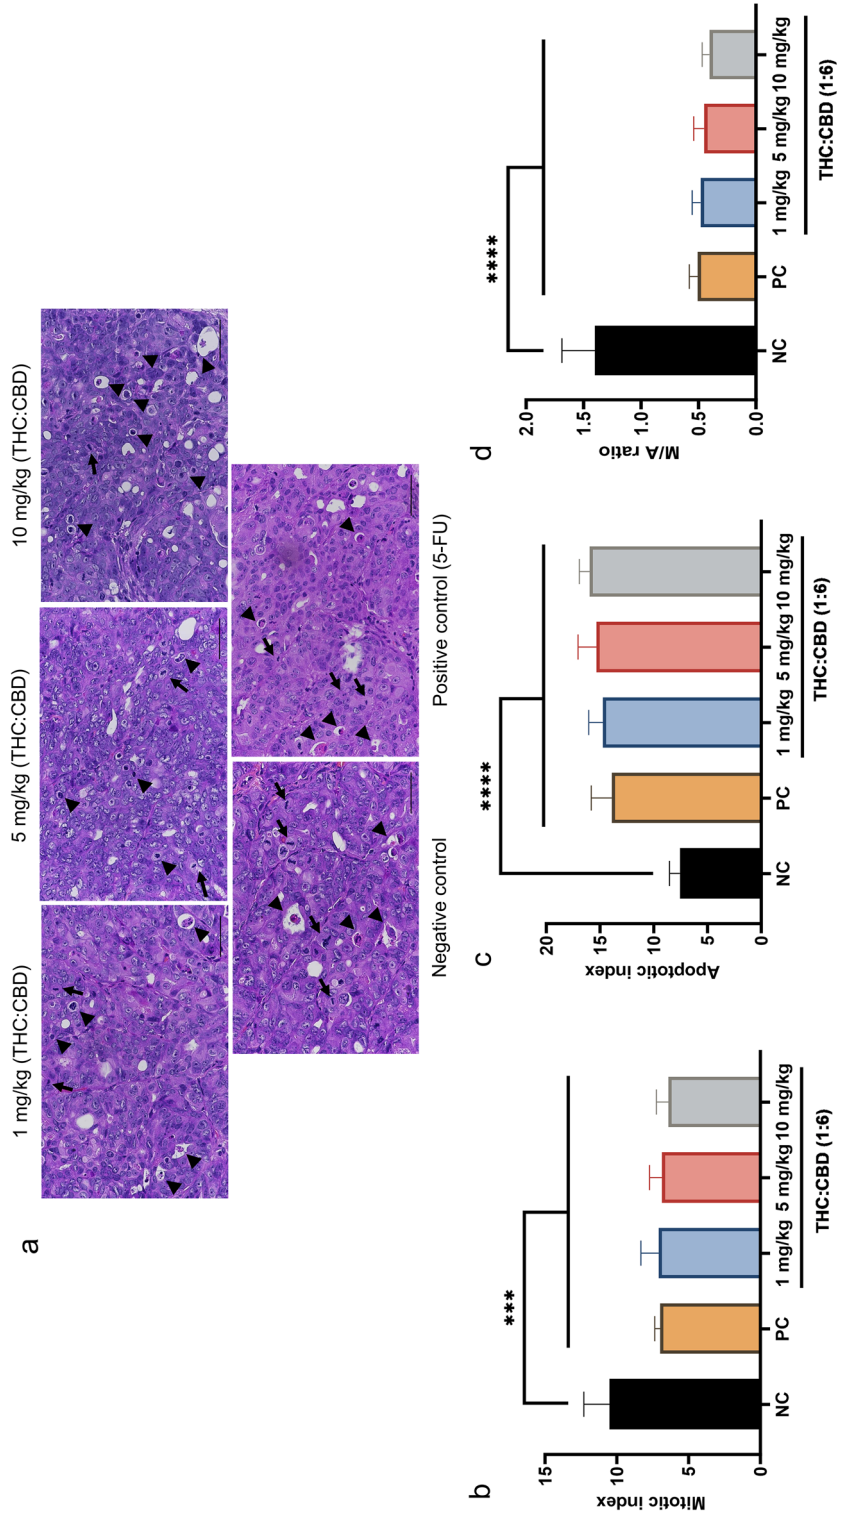 a
1 mg/kg (THC:CBD)
5 mg/kg (THC:CBD)
10 mg/kg (THC:CBD)
Negative control
Positive control (5-FU)
b
Mitotic index
15
10
5
0
***
NC
PC
1 mg/kg
5 mg/kg
10 mg/kg
THC:CBD (1:6)
c
Apoptotic index
20
15
10
5
0
****
NC
PC
1 mg/kg
5 mg/kg
10 mg/kg
THC:CBD (1:6)
d
M/A ratio
2.0
1.5
1.0
0.5
0.0
****
NC
PC
1 mg/kg
5 mg/kg
10 mg/kg
THC:CBD (1:6)